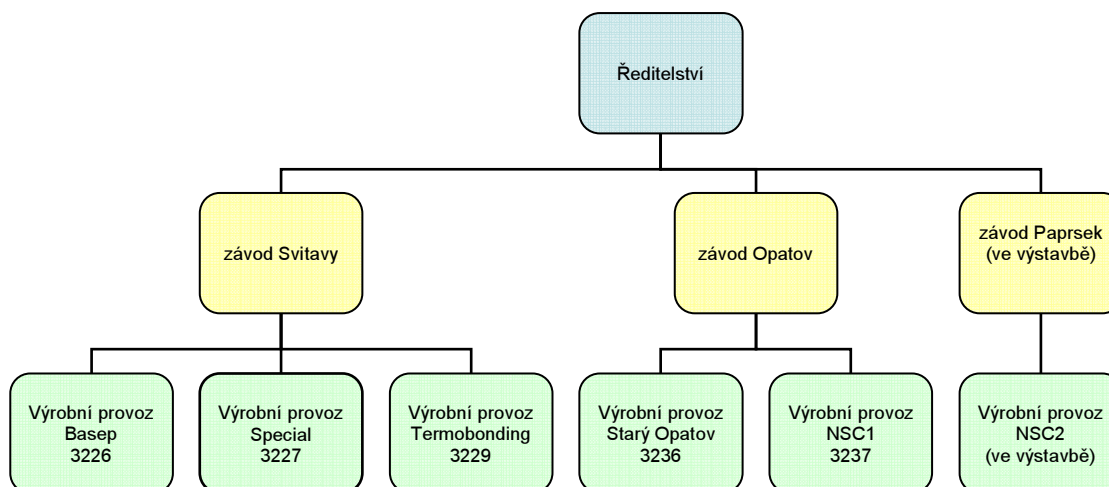 Ředitelství
závod Svitavy
závod Opatov
závod Paprsek
(ve výstavbě)
Výrobní provoz
Basep
3226
Výrobní provoz
Special
3227
Výrobní provoz
Termobonding
3229
Výrobní provoz
Starý Opatov
3236
Výrobní provoz
NSC1
3237
Výrobní provoz
NSC2
(ve výstavbě)